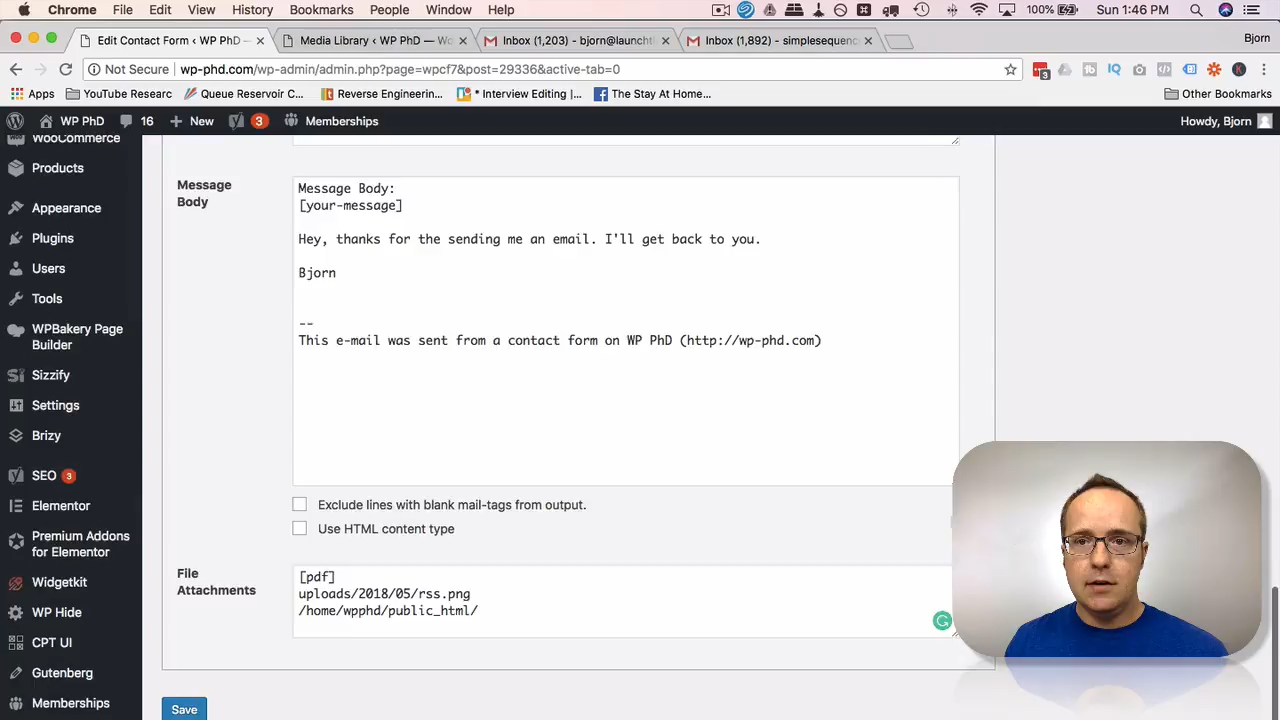 Chrome File Edit View History Bookmarks People Window Help 100% Sun 1:46 PM
Edit Contact Form ‹ WP PhD — Media Library ‹ WP PhD — Wo Inbox (1,203) - bjorn@launcht Inbox (1,892) - simplesequenc Bjorn
Not Secure wp-phd.com/wp-admin/admin.php?page=wpcf7&post=29336&active-tab=0 3
Apps YouTube Researc Queue Reservoir C... Reverse Engineerin... * Interview Editing |... The Stay At Home... Other Bookmarks
WP PhD 16 New 3 Memberships Howdy, Bjorn
WooCommerce
Products
Appearance
Plugins
Users
Tools
WPBakery Page
Builder
Sizzify
Settings
Brizy
SEO 3
Elementor
Premium Addons
for Elementor
Widgetkit
WP Hide
CPT UI
Gutenberg
Memberships
Message
Body
Message Body:
[your-message]
Hey, thanks for the sending me an email. I'll get back to you.
Bjorn
--
This e-mail was sent from a contact form on WP PhD (http://wp-phd.com)
Exclude lines with blank mail-tags from output.
Use HTML content type
File
Attachments
[pdf]
uploads/2018/05/rss.png
/home/wpphd/public_html/
Save